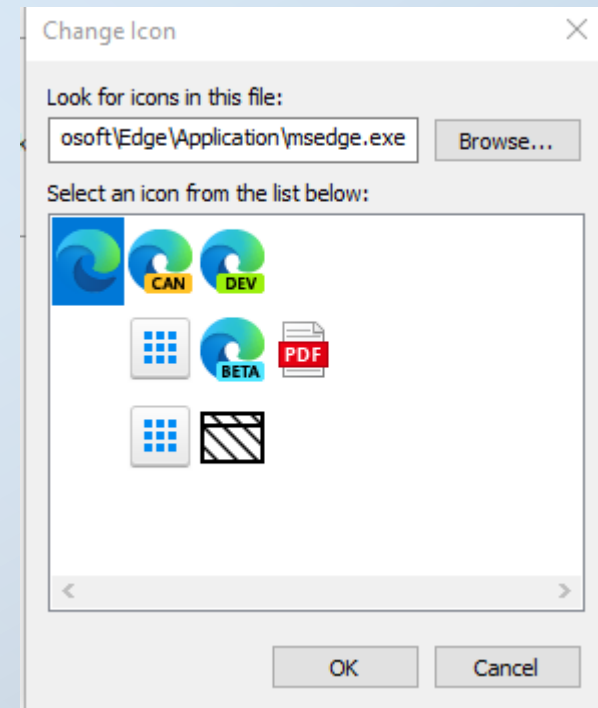 Change Icon
Look for icons in this file:
osoft\Edge\Application\msedge.exe
Browse...
Select an icon from the list below:
CAN
DEV
BETA
PDF
OK
Cancel